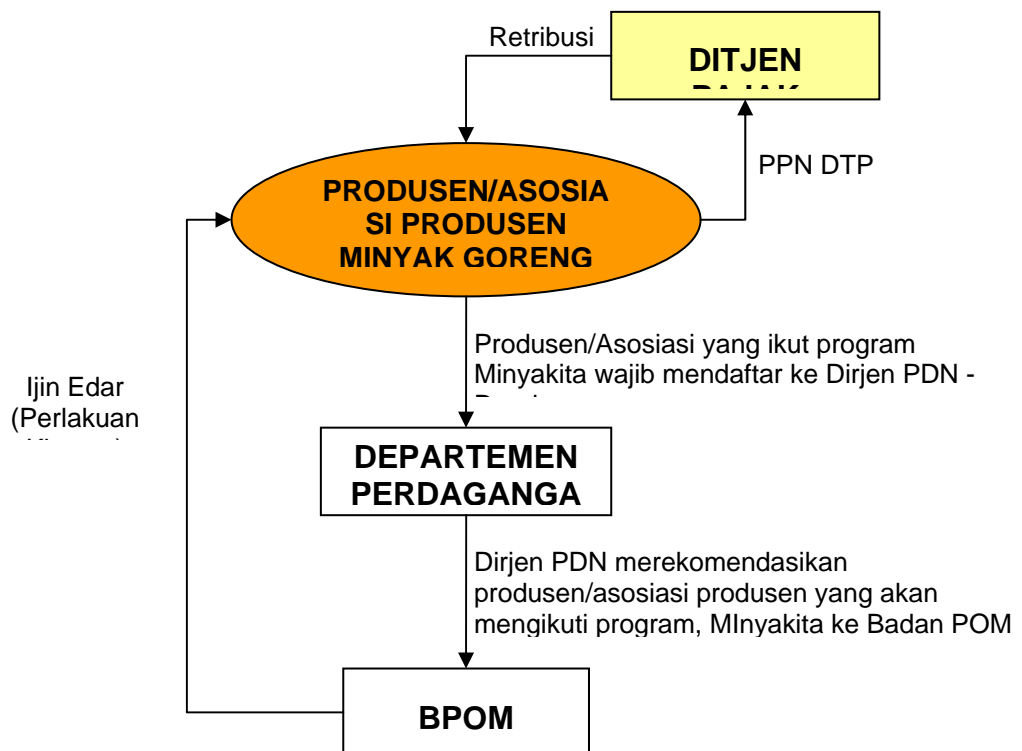 Retribusi
DITJEN
PPN DTP
PRODUSEN/ASOSIA
SI PRODUSEN
MINYAK GORENG
Produsen/Asosiasi yang ikut program
Minyakita wajib mendaftar ke Dirjen PDN -
Ijin Edar
(Perlakuan
DEPARTEMEN
PERDAGANGA
Dirjen PDN merekomendasikan
produsen/asosiasi produsen yang akan
mengikuti program, MInyakita ke Badan POM
BPOM